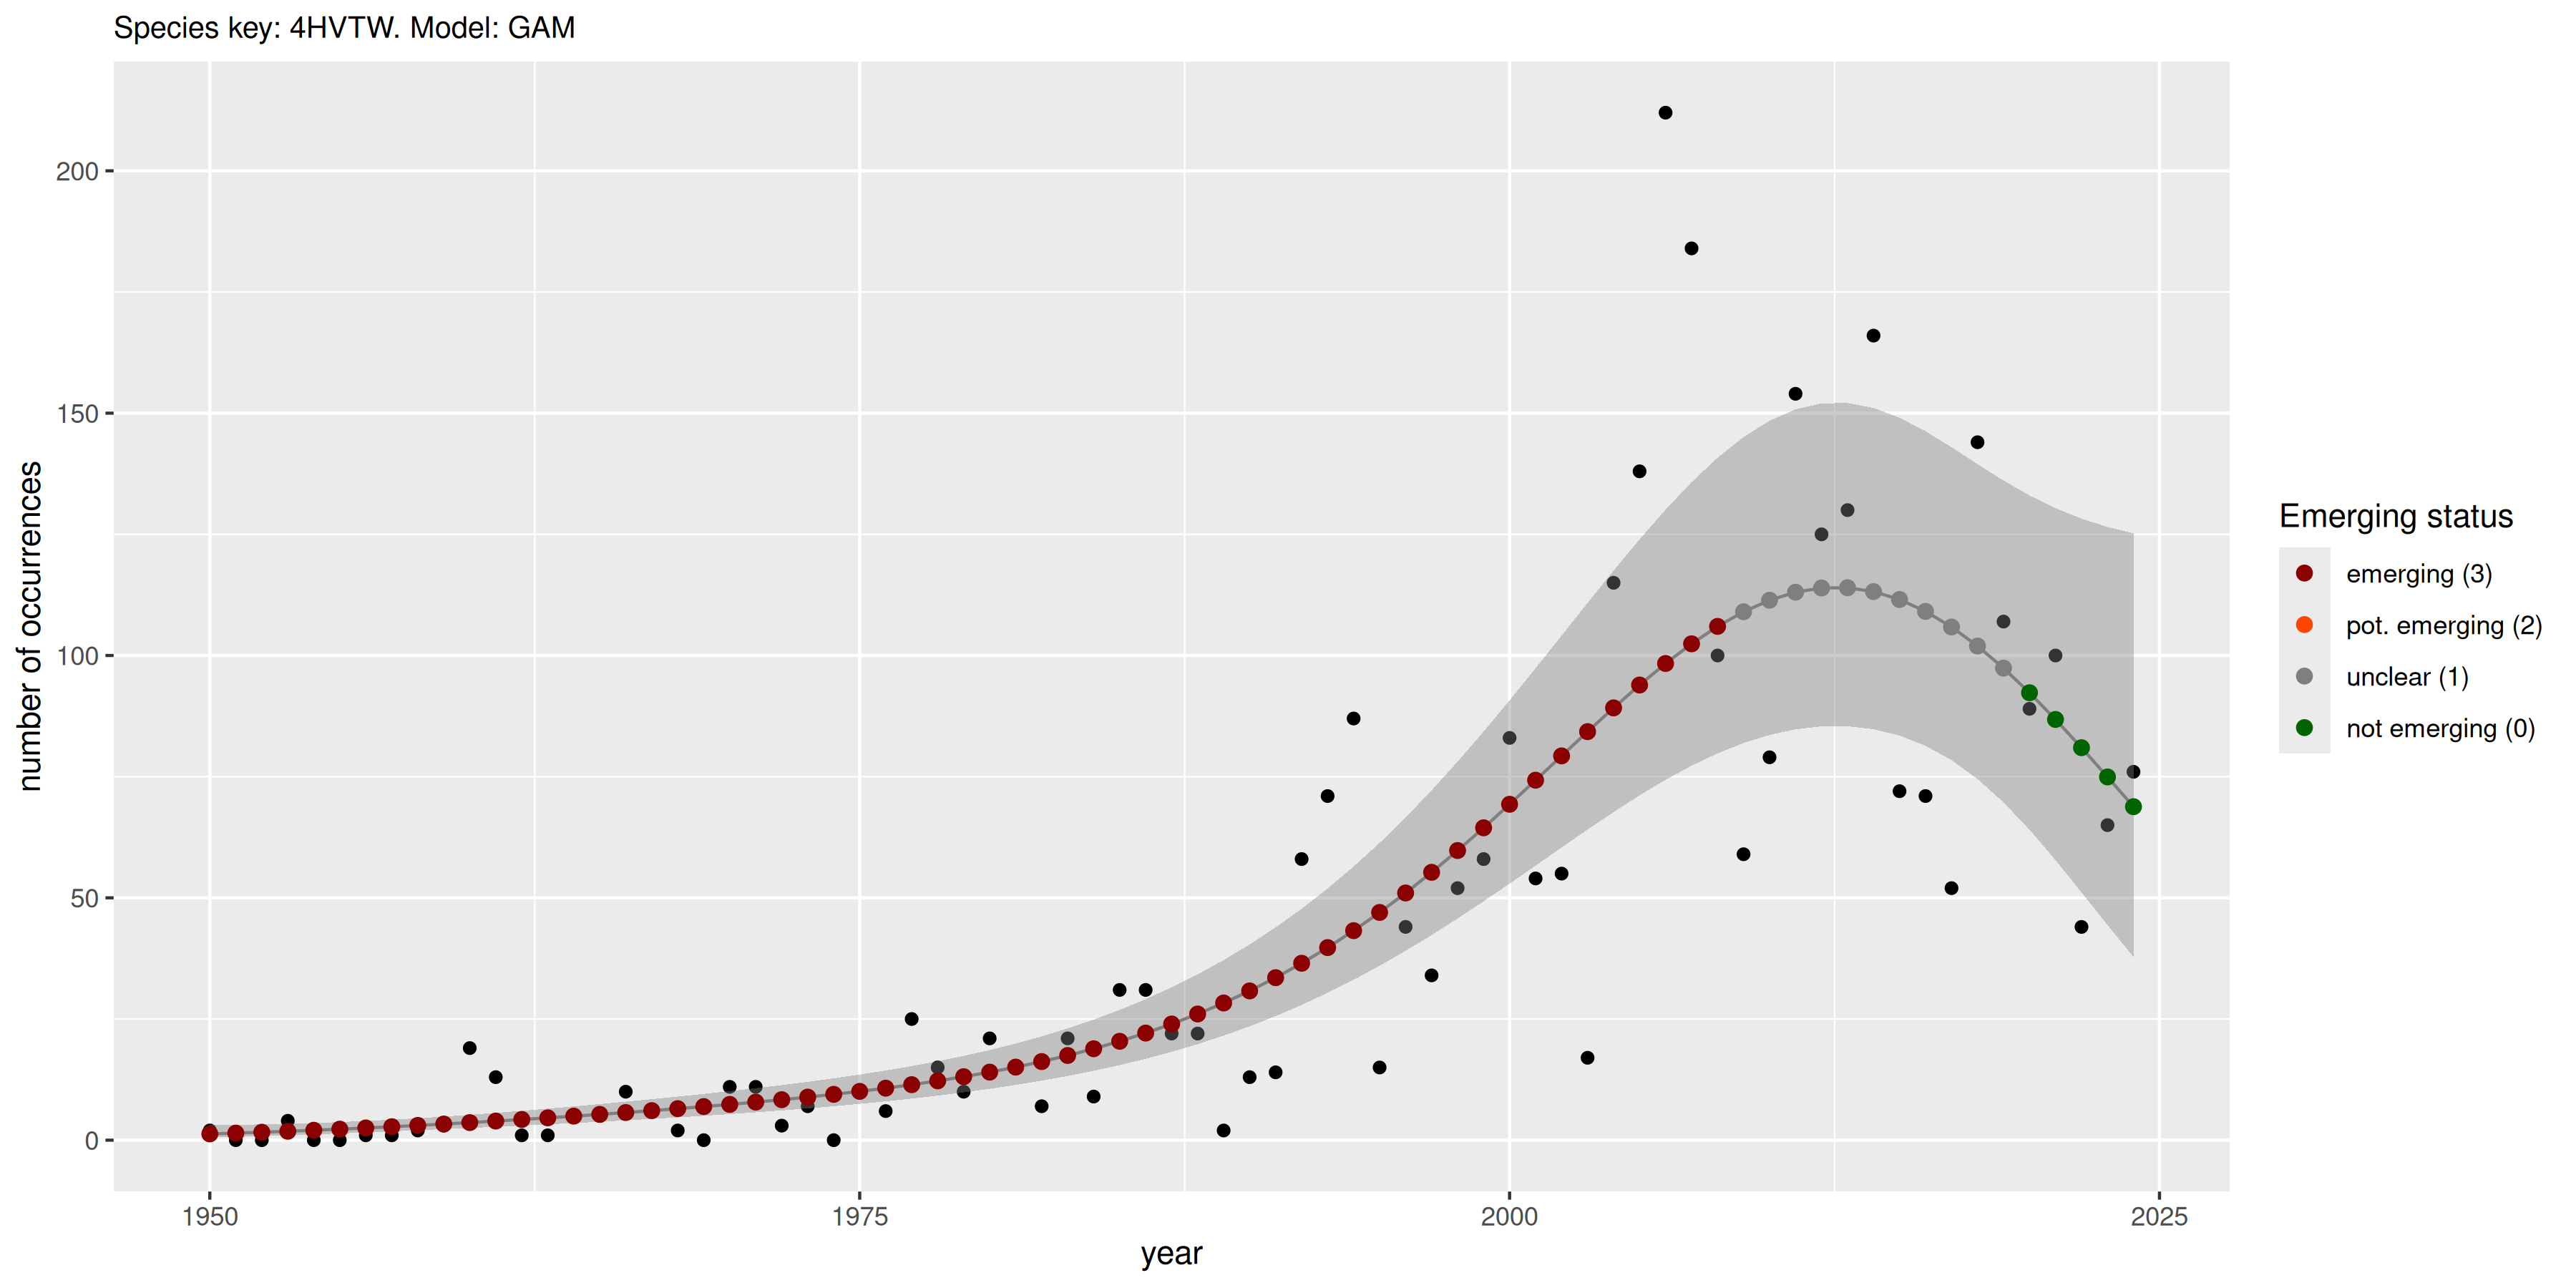 Species key: 4HVTW. Model: GAM
number of occurrences
200
150
100
50
0
1950
1975
2000
2025
year
Emerging status
emerging (3)
pot. emerging (2)
unclear (1)
not emerging (0)